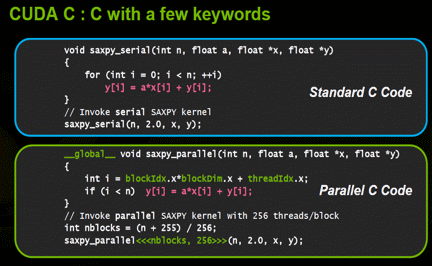 CUDA C : C with a few keywords
void saxpy_serial(int n, float a, float *x, float *y)
{
for (int i = 0; i < n; ++i)
y[i] = a*x[i] + y[i];
}
// Invoke serial SAXPY kernel
saxpy_serial(n, 2.0, x, y);
Standard C Code
__global__ void saxpy_parallel(int n, float a, float *x, float *y)
{
int i = blockIdx.x*blockDim.x + threadIdx.x;
if (i < n) y[i] = a*x[i] + y[i];
}
// Invoke parallel SAXPY kernel with 256 threads/block
int nblocks = (n + 255) / 256;
saxpy_parallel<<<nblocks, 256>>>(n, 2.0, x, y);
Parallel C Code